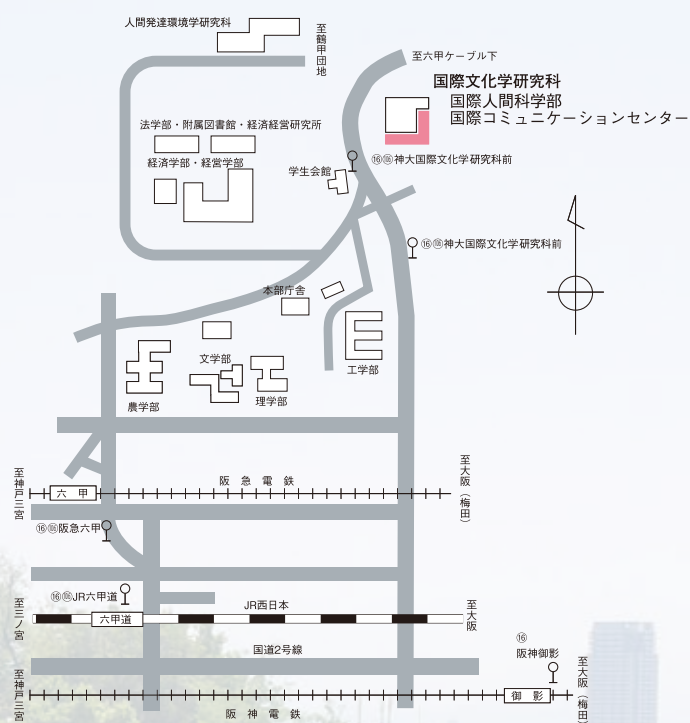 人間発達環境学研究科
至鶴甲団地
至六甲ケーブル下
国際文化学研究科
国際人間科学部
国際コミュニケーションセンター
法学部・附属図書館・経済経営研究所
経済学部・経営学部
学生会館
⑯神大国際文化学研究科前
⑯神大国際文化学研究科前
本部庁舎
文学部
工学部
農学部
理学部
至神戸三宮
六甲
阪急電鉄
至大阪（梅田）
⑯阪急六甲
⑯JR六甲道
至三ノ宮
六甲道
JR西日本
至大阪
国道2号線
⑯
阪神御影
至神戸三宮
阪神電鉄
御影
至大阪（梅田）